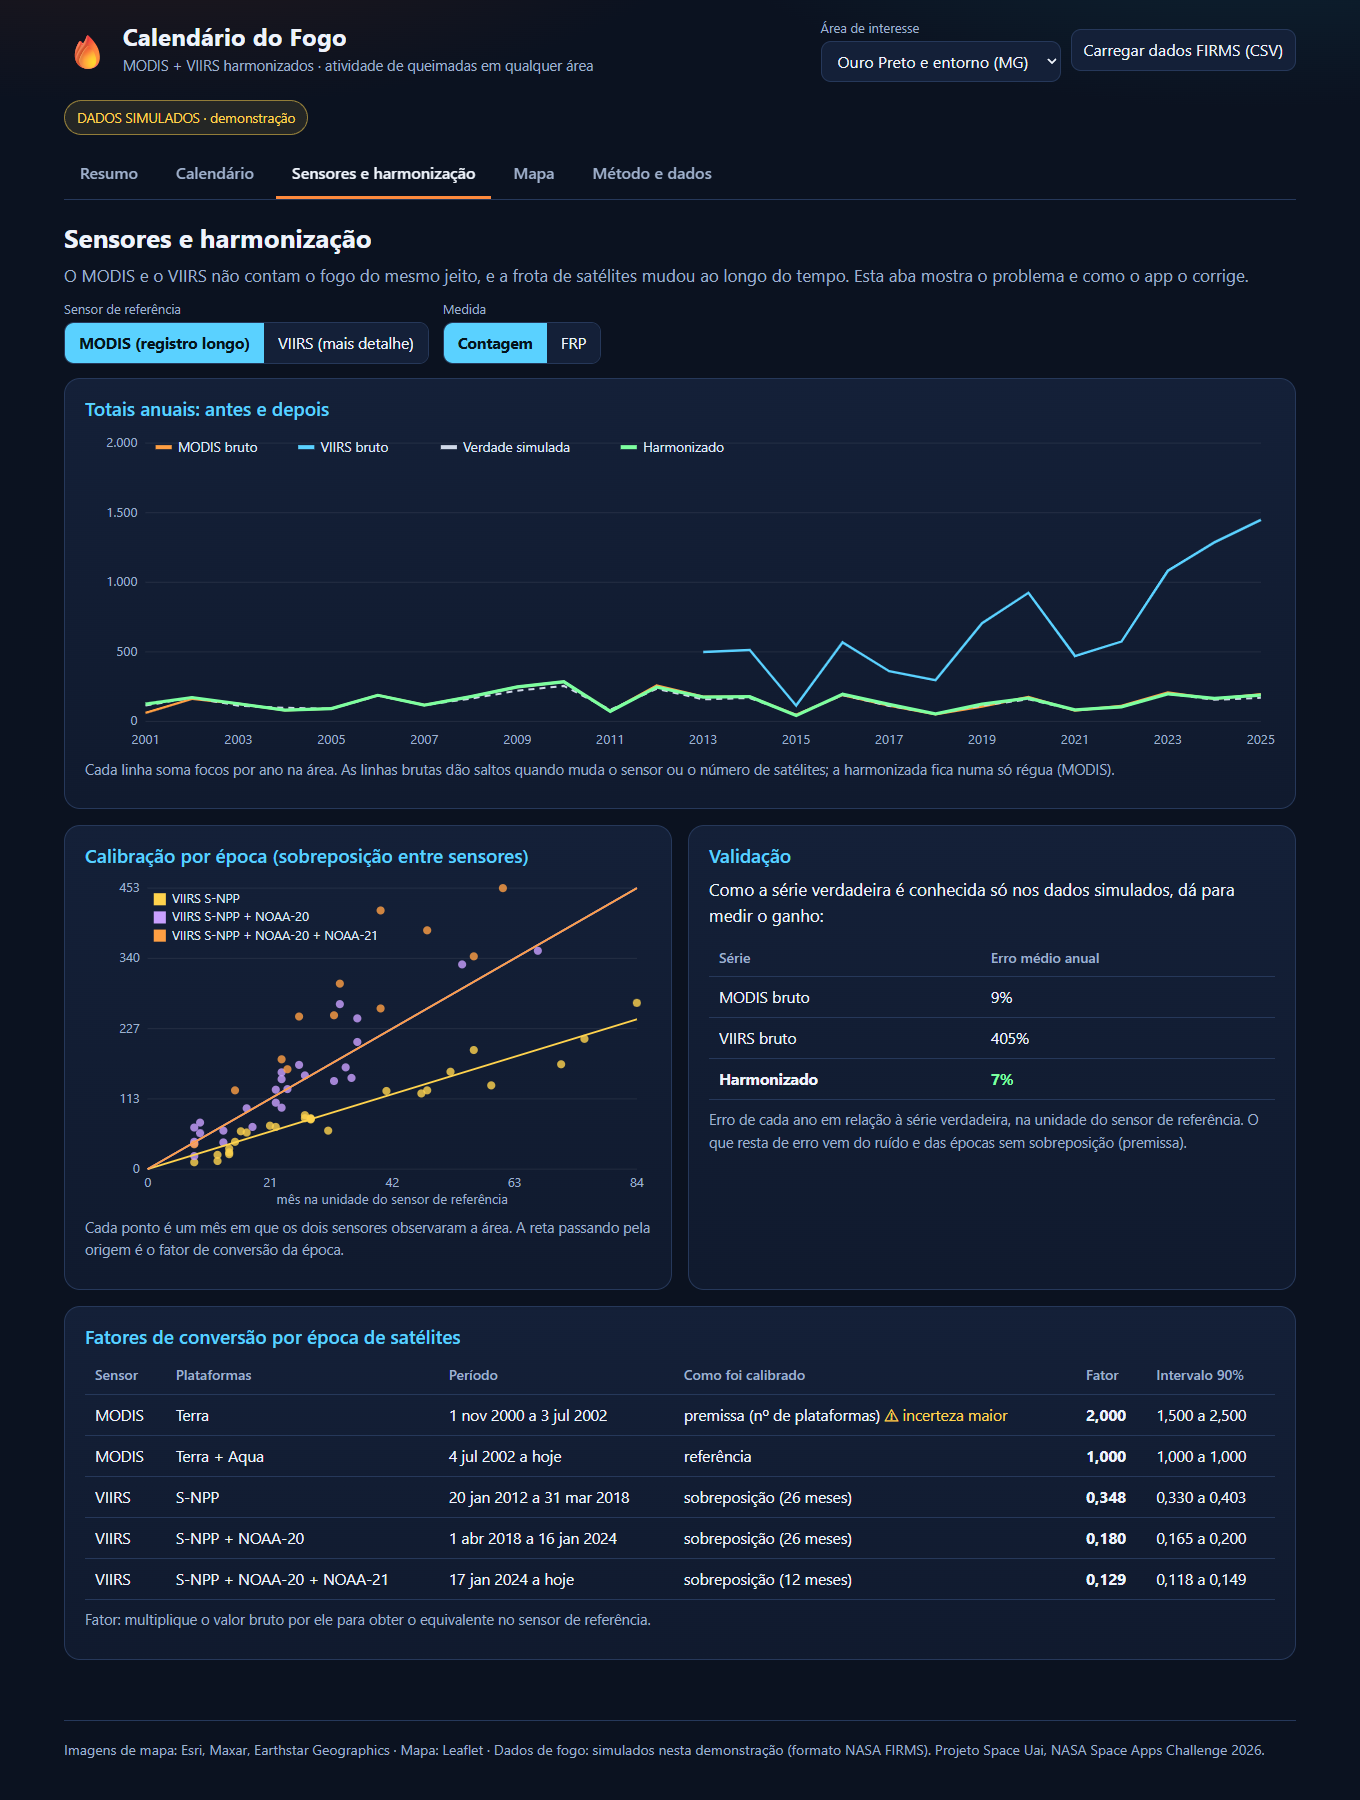 Calendário do Fogo
MODIS + VIIRS harmonizados · atividade de queimadas em qualquer área
Área de interesse
Ouro Preto e entorno (MG)
Carregar dados FIRMS (CSV)
DADOS SIMULADOS · demonstração
Resumo
Calendário
Sensores e harmonização
Mapa
Método e dados
Sensores e harmonização
O MODIS e o VIIRS não contam o fogo do mesmo jeito, e a frota de satélites mudou ao longo do tempo. Esta aba mostra o problema e como o app o corrige.
Sensor de referência
MODIS (registro longo)
VIIRS (mais detalhe)
Medida
Contagem
FRP
Totais anuais: antes e depois
MODIS bruto
VIIRS bruto
Verdade simulada
Harmonizado
2.000
1.500
1.000
500
0
2001 2003 2005 2007 2009 2011 2013 2015 2017 2019 2021 2023 2025
Cada linha soma focos por ano na área. As linhas brutas dão saltos quando muda o sensor ou o número de satélites; a harmonizada fica numa só régua (MODIS).
Calibração por época (sobreposição entre sensores)
VIIRS S-NPP
VIIRS S-NPP + NOAA-20
VIIRS S-NPP + NOAA-20 + NOAA-21
453
340
227
113
0
0 21 42 63 84
mês na unidade do sensor de referência
Cada ponto é um mês em que os dois sensores observaram a área. A reta passando pela
origem é o fator de conversão da época.
Validação
Como a série verdadeira é conhecida só nos dados simulados, dá para
medir o ganho:
Série Erro médio anual
MODIS bruto 9%
VIIRS bruto 405%
Harmonizado 7%
Erro de cada ano em relação à série verdadeira, na unidade do sensor de referência. O
que resta de erro vem do ruído e das épocas sem sobreposição (premissa).
Fatores de conversão por época de satélites
Sensor Plataformas Período Como foi calibrado Fator Intervalo 90%
MODIS Terra 1 nov 2000 a 3 jul 2002 premissa (nº de plataformas) ⚠ incerteza maior 2,000 1,500 a 2,500
MODIS Terra + Aqua 4 jul 2002 a hoje referência 1,000 1,000 a 1,000
VIIRS S-NPP 20 jan 2012 a 31 mar 2018 sobreposição (26 meses) 0,348 0,330 a 0,403
VIIRS S-NPP + NOAA-20 1 abr 2018 a 16 jan 2024 sobreposição (26 meses) 0,180 0,165 a 0,200
VIIRS S-NPP + NOAA-20 + NOAA-21 17 jan 2024 a hoje sobreposição (12 meses) 0,129 0,118 a 0,149
Fator: multiplique o valor bruto por ele para obter o equivalente no sensor de referência.
Imagens de mapa: Esri, Maxar, Earthstar Geographics · Mapa: Leaflet · Dados de fogo: simulados nesta demonstração (formato NASA FIRMS). Projeto Space Uai, NASA Space Apps Challenge 2026.